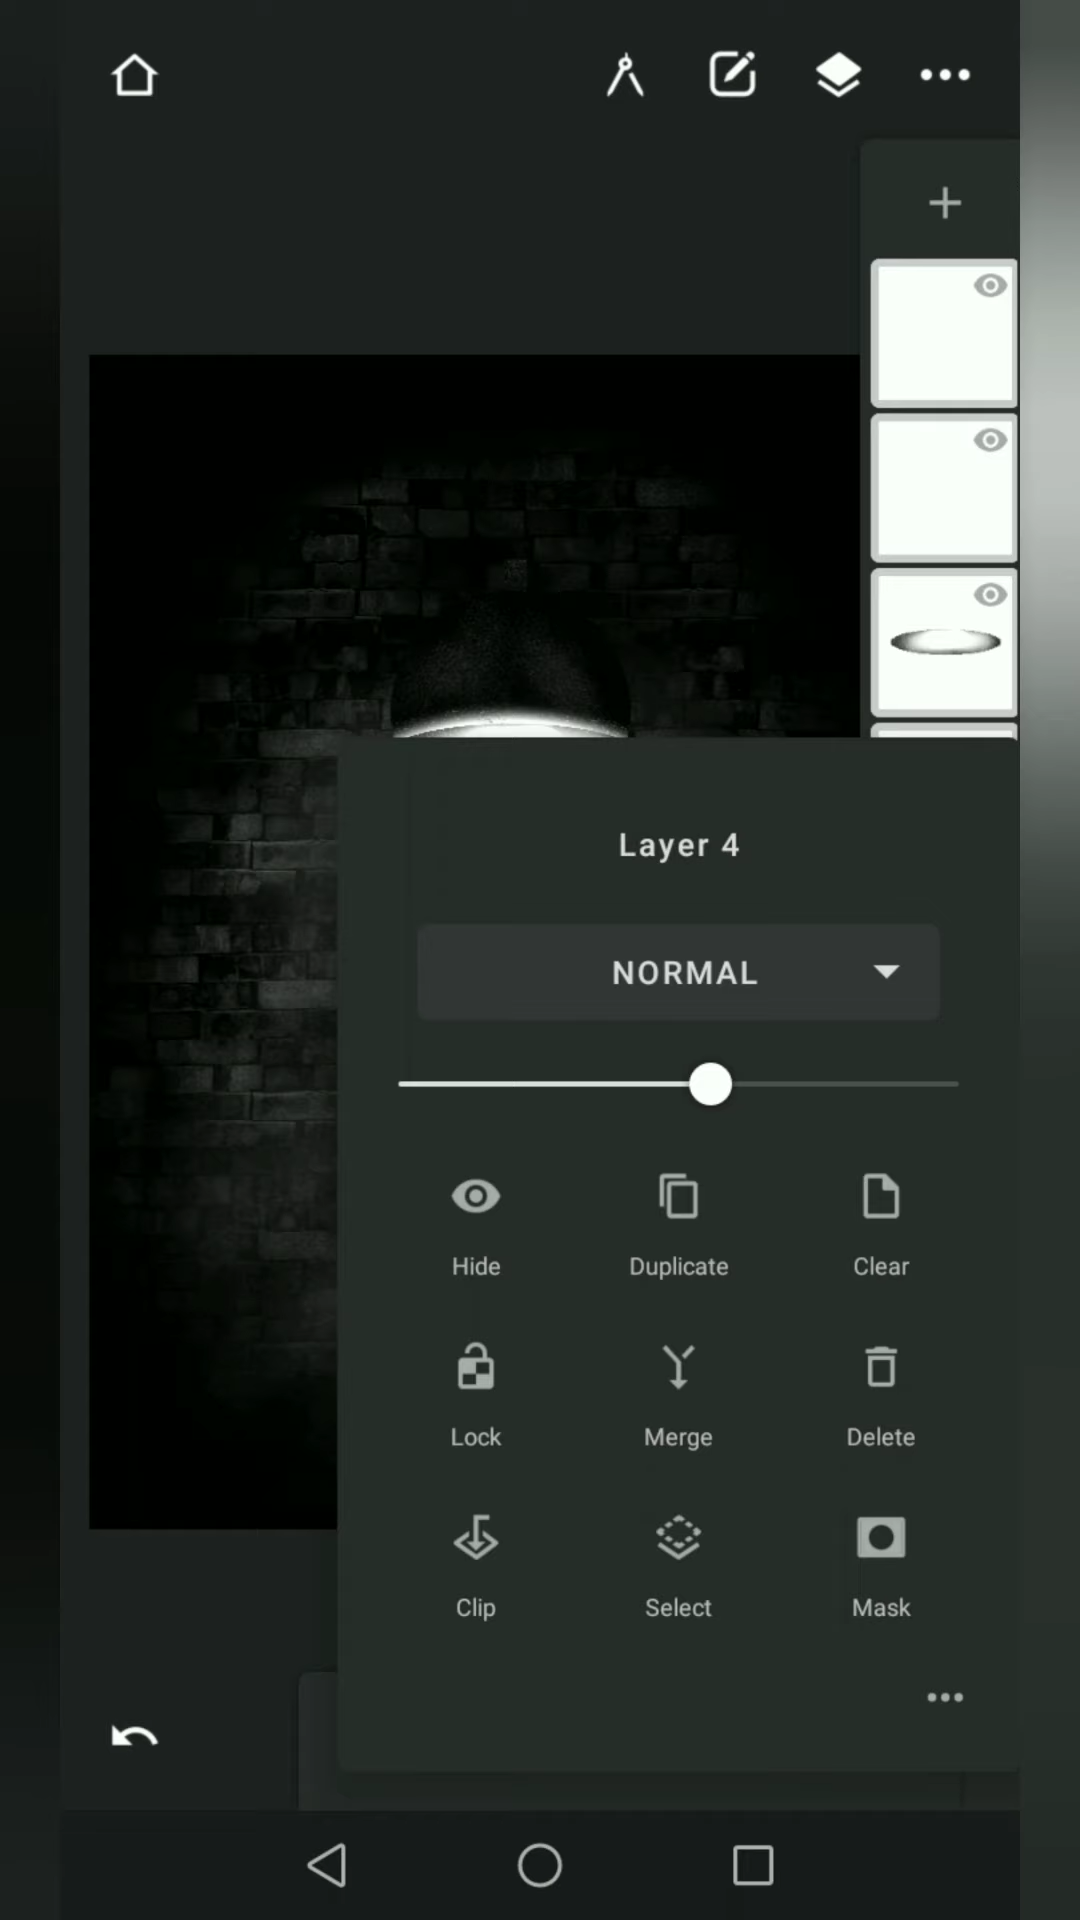 Layer 4
NORMAL
Hide
Duplicate
Clear
Lock
Merge
Delete
Clip
Select
Mask